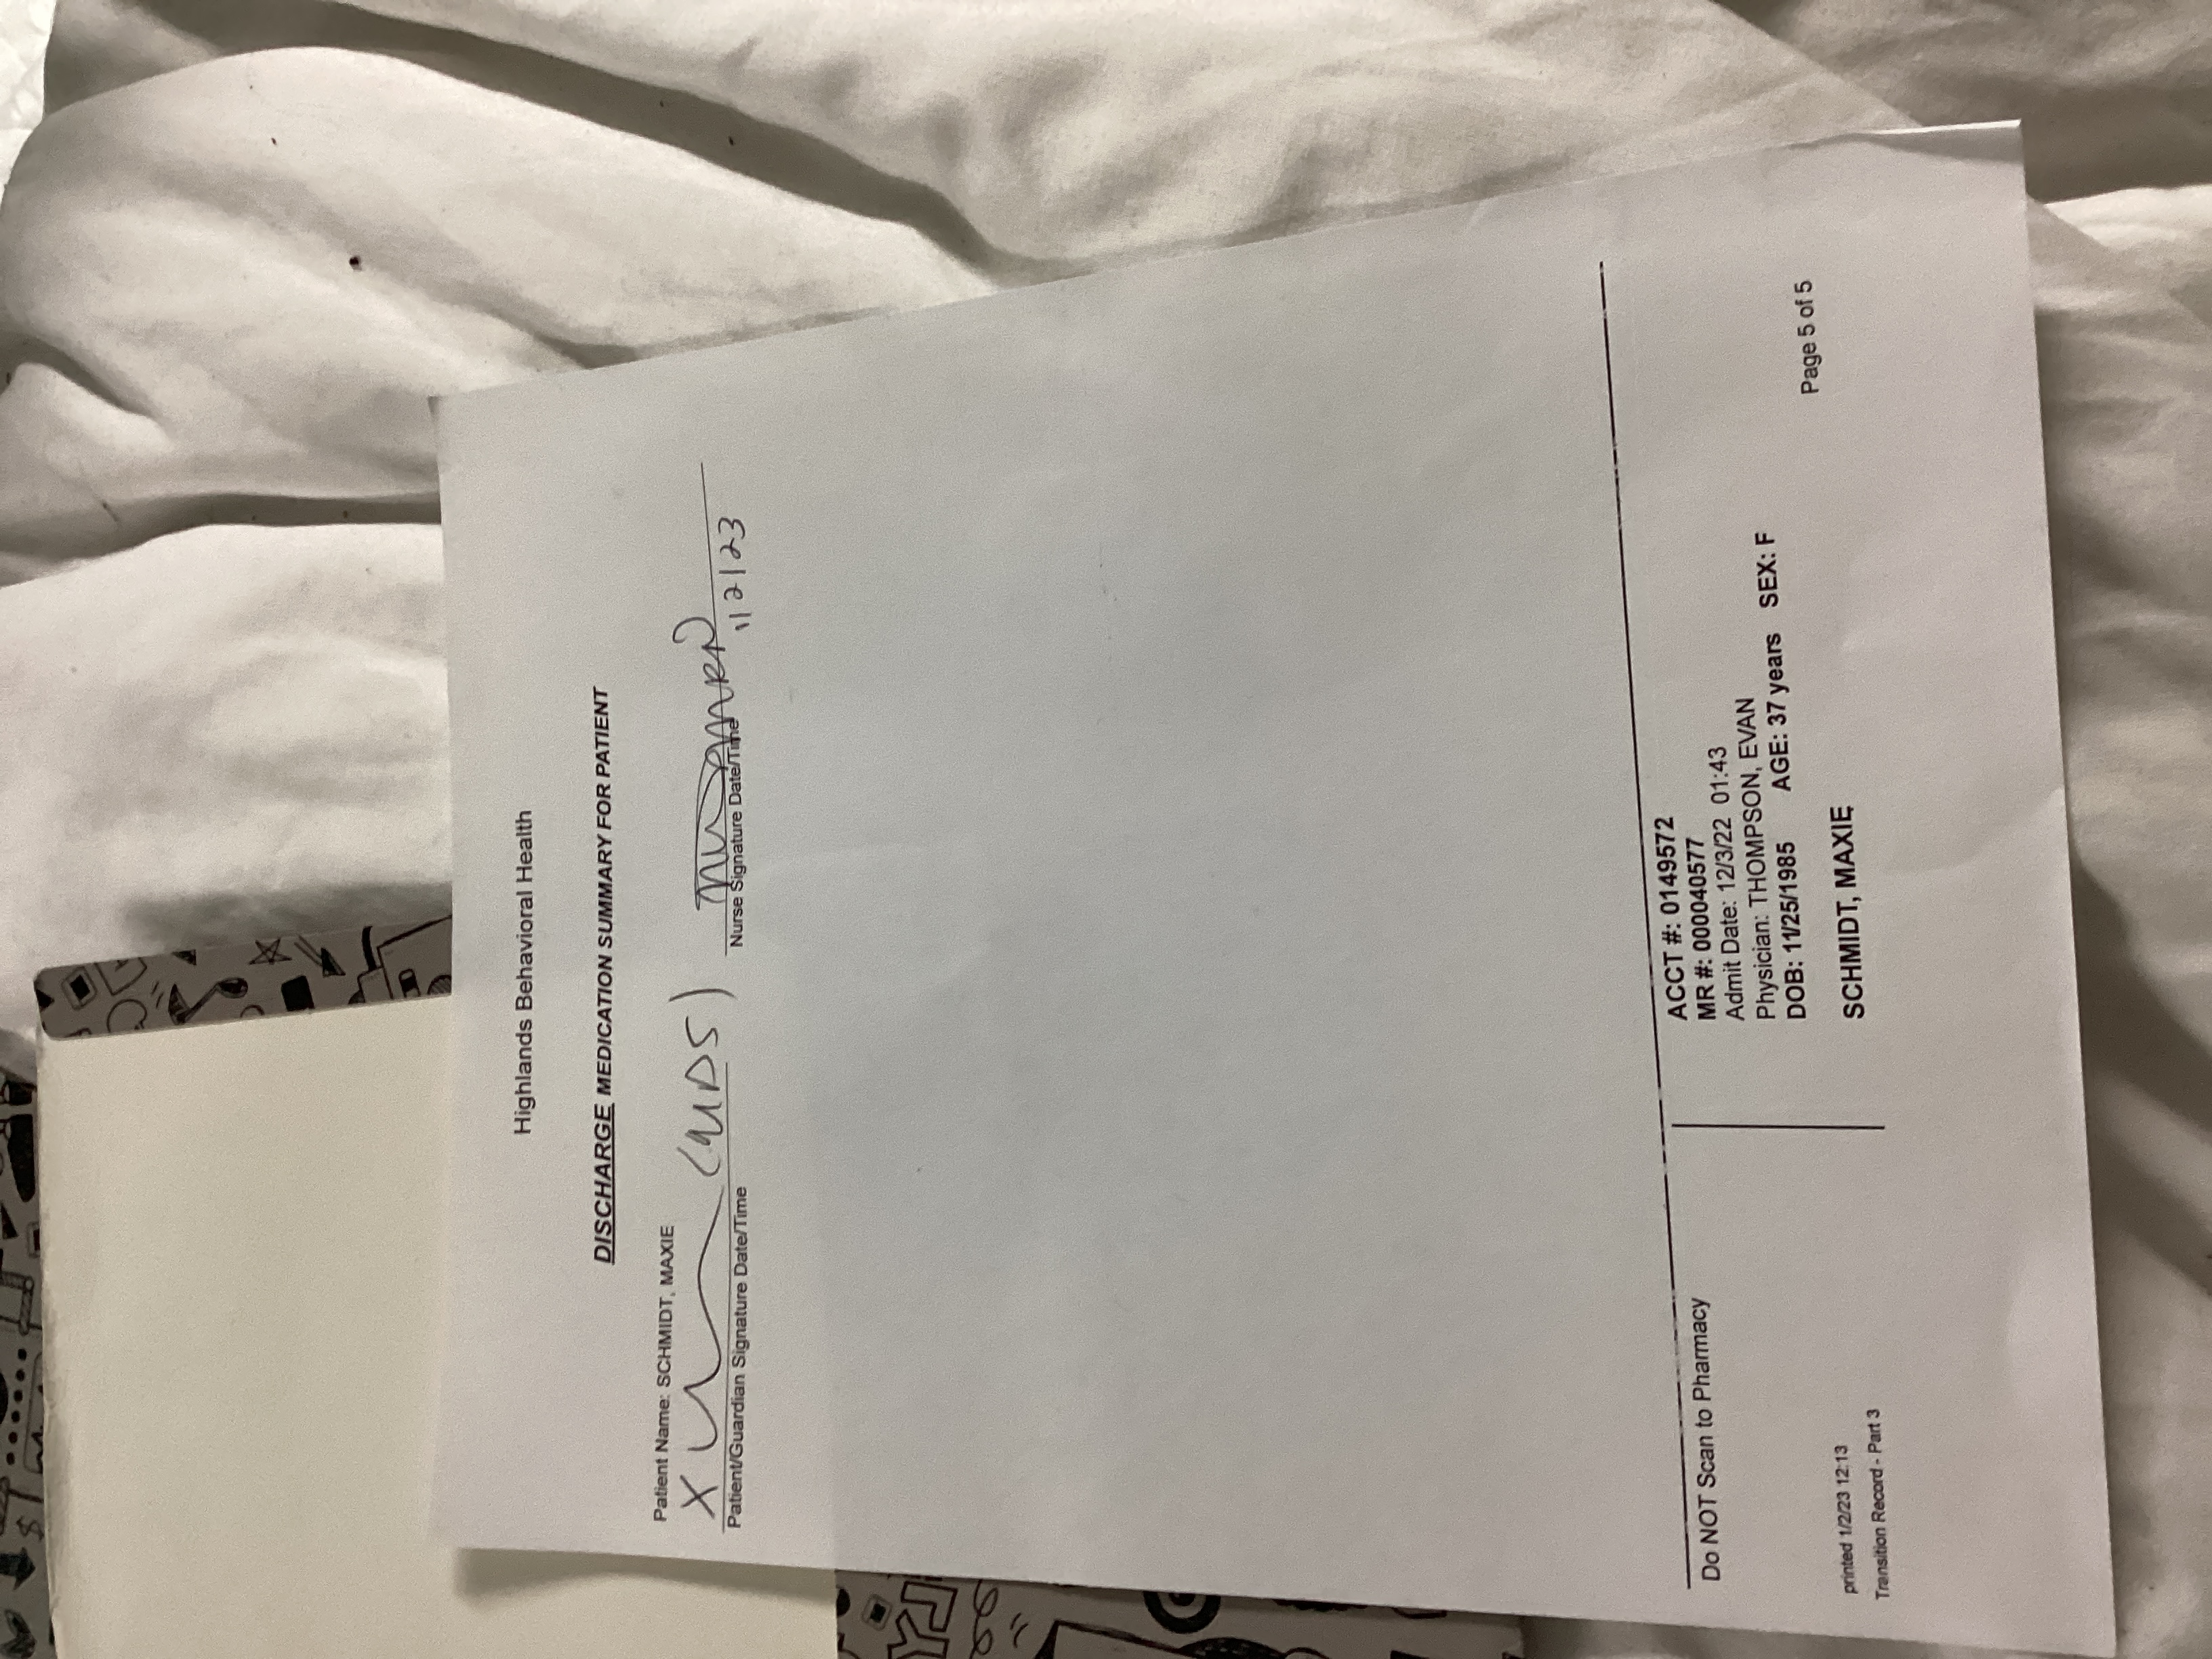 Highlands Behavioral Health
DISCHARGE MEDICATION SUMMARY FOR PATIENT
Patient Name: SCHMIDT, MAXIE
X (MDS)
RN
Patient/Guardian Signature Date/Time
Nurse Signature Date/Time
1/2/23
Do NOT Scan to Pharmacy
printed 1/2/23 12:13
Transition Record - Part 3
ACCT #: 0149572
MR #: 000040577
Admit Date: 12/3/22 01:43
Physician: THOMPSON, EVAN
DOB: 11/25/1985 AGE: 37 years SEX: F
SCHMIDT, MAXIE
Page 5 of 5